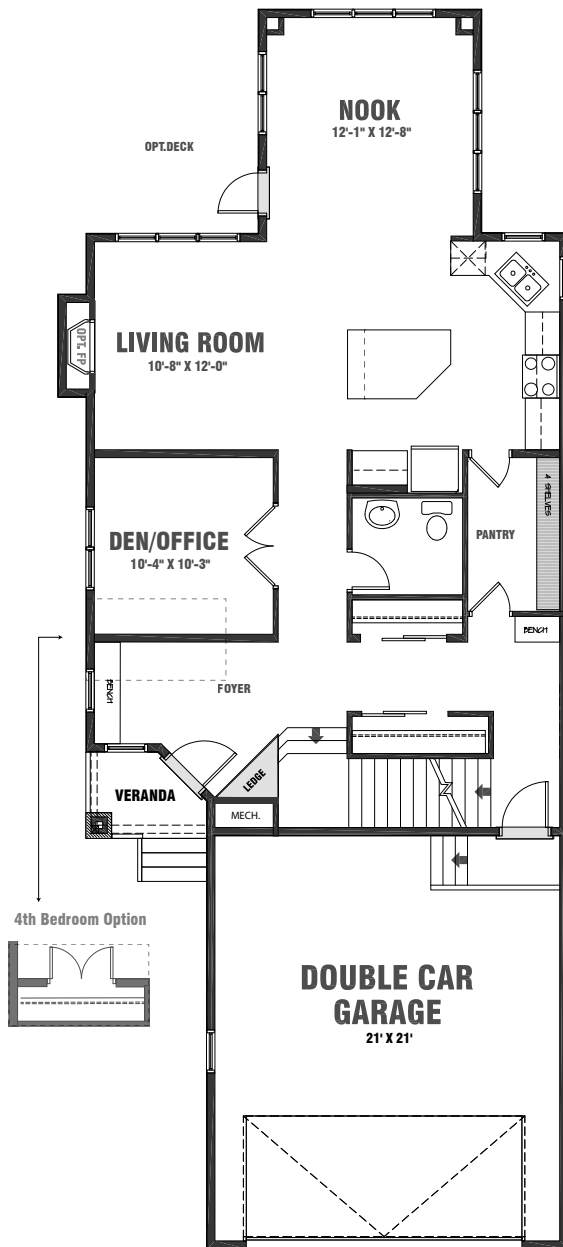 NOOK
12'-1" X 12'-8"
OPT.DECK
LIVING ROOM
10'-8" X 12'-0"
OPT. FP
4 SHELVES
DEN/OFFICE
10'-4" X 10'-3"
PANTRY
BENCH
BENCH
FOYER
LEDGE
VERANDA
MECH.
4th Bedroom Option
DOUBLE CAR
GARAGE
21' X 21'